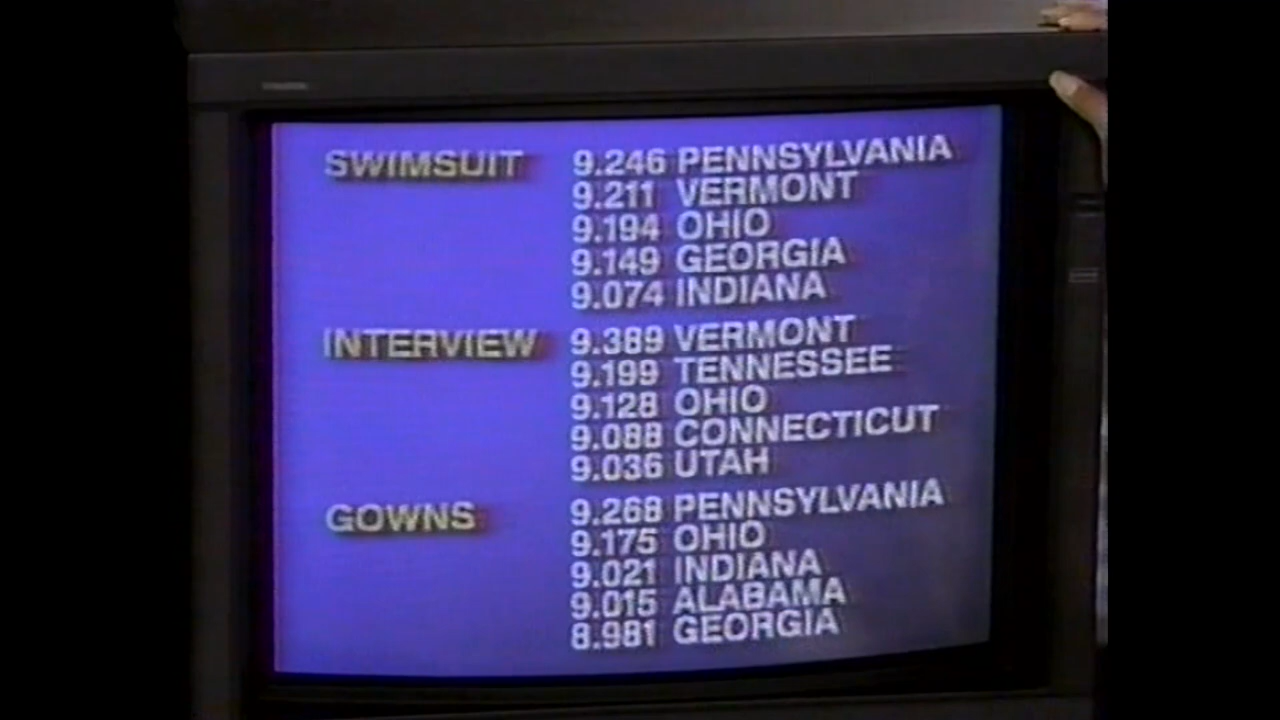 SWIMSUIT 9.246 PENNSYLVANIA
9.211 VERMONT
9.194 OHIO
9.149 GEORGIA
9.074 INDIANA
INTERVIEW 9.389 VERMONT
9.199 TENNESSEE
9.128 OHIO
9.088 CONNECTICUT
9.036 UTAH
GOWNS 9.268 PENNSYLVANIA
9.175 OHIO
9.021 INDIANA
9.015 ALABAMA
8.981 GEORGIA